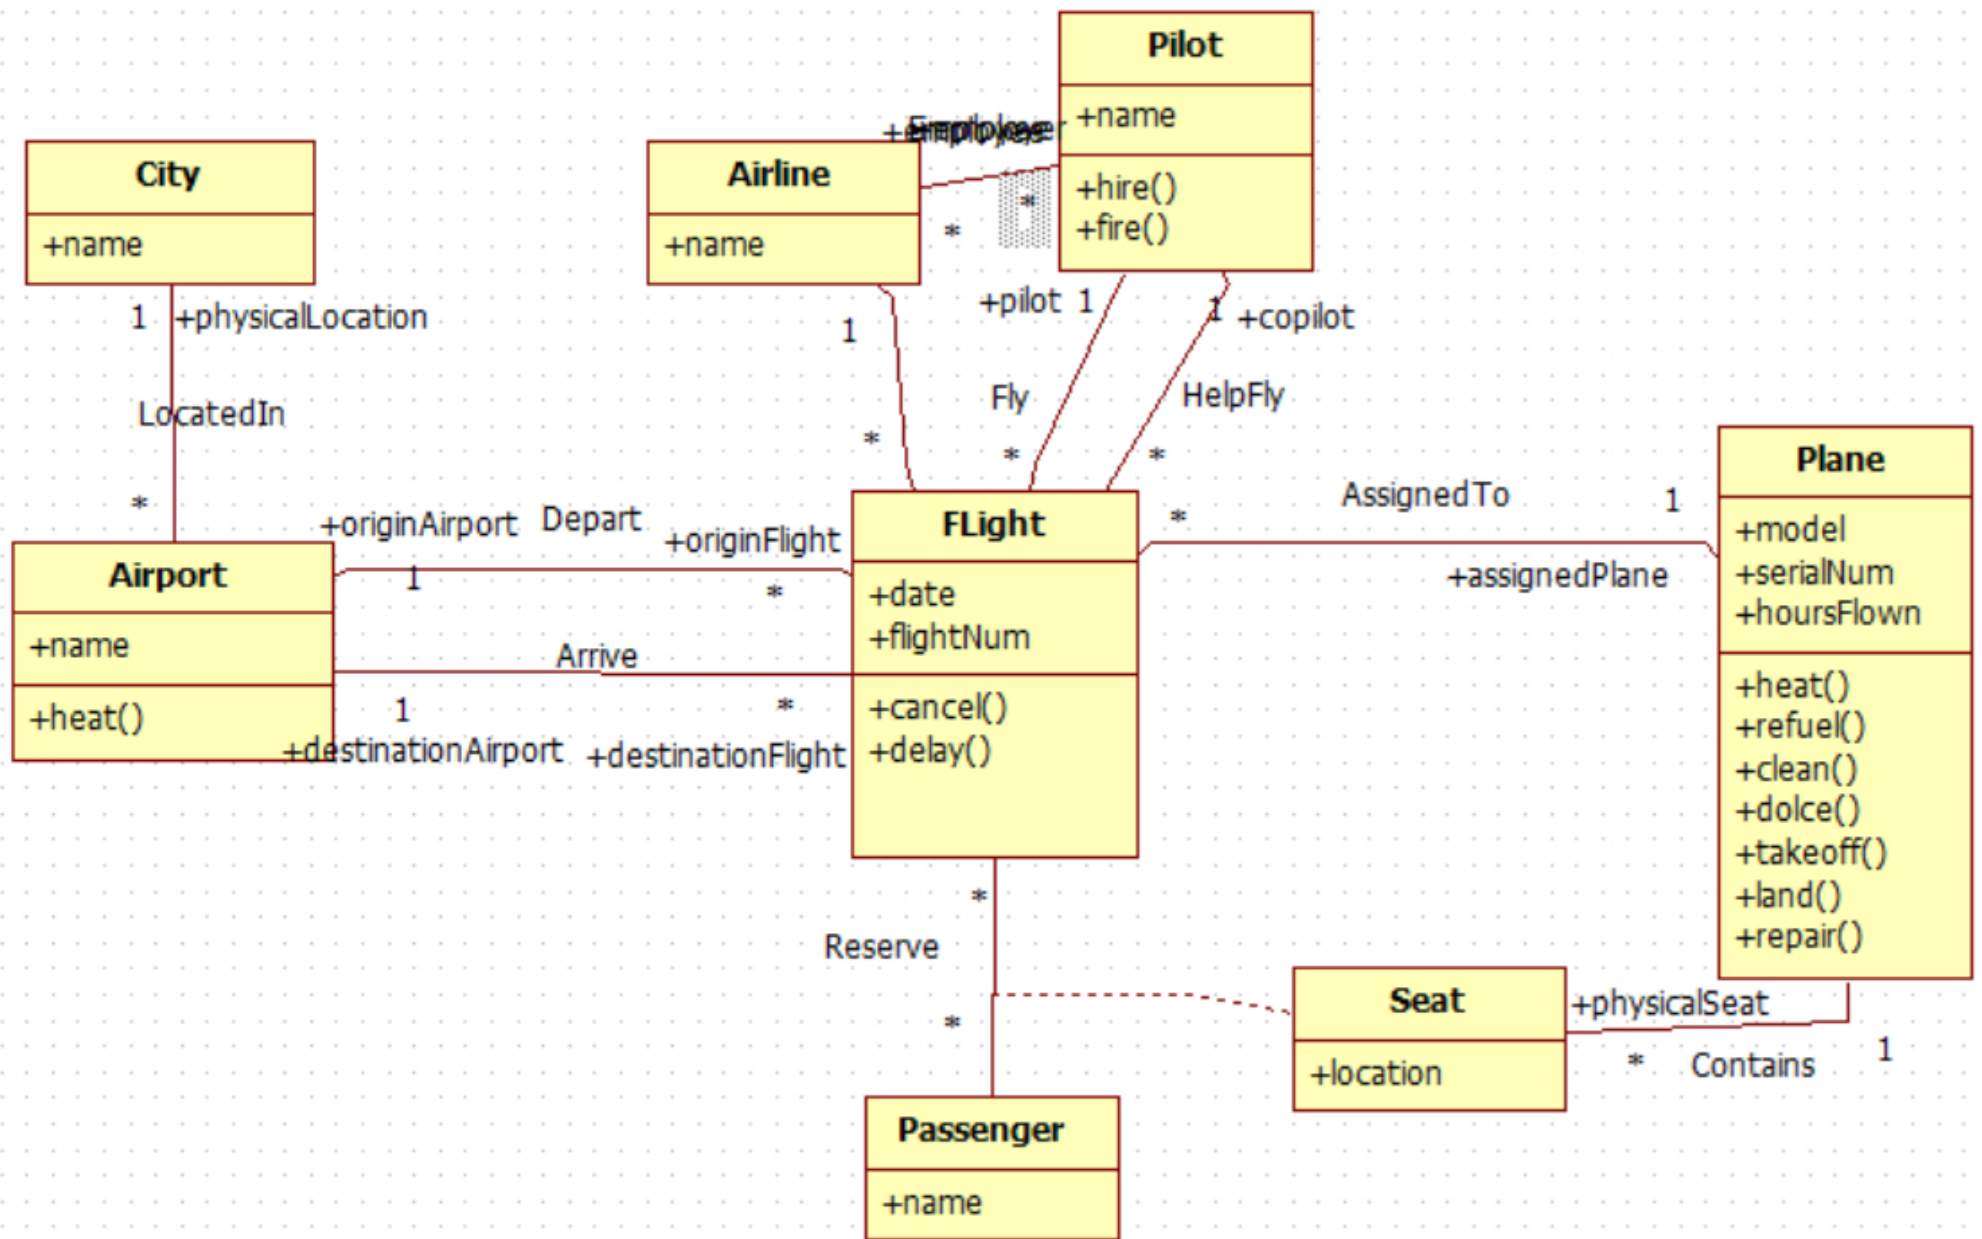 Pilot
+name
+hire()
+fire()
City
+name
Airline
+name
*
*
1
+physicalLocation
LocatedIn
*
1
*
+pilot
1
1
+copilot
Fly
HelpFly
*
*
Airport
+name
+heat()
+originAirport
Depart
+originFlight
1
*
Arrive
1
*
+destinationAirport
+destinationFlight
FLight
+date
+flightNum
+cancel()
+delay()
*
AssignedTo
1
+assignedPlane
Plane
+model
+serialNum
+hoursFlown
+heat()
+refuel()
+clean()
+dolce()
+takeoff()
+land()
+repair()
*
Reserve
*
Seat
+location
+physicalSeat
*
Contains
1
Passenger
+name